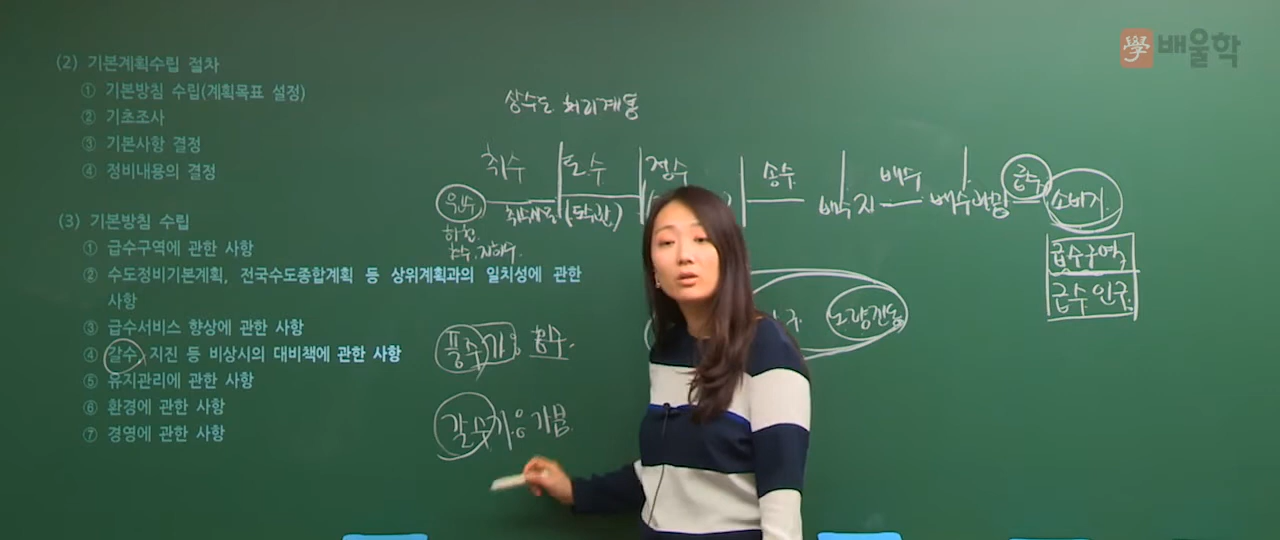 學 배울학
(2) 기본계획수립 절차
① 기본방침 수립(계획목표 설정)
② 기초조사
③ 기본사항 결정
④ 정비내용의 결정
(3) 기본방침 수립
① 급수구역에 관한 사항
② 수도정비기본계획, 전국수도종합계획 등 상위계획과의 일치성에 관한
사항
③ 급수서비스 향상에 관한 사항
④ 갈수, 지진 등 비상시의 대비책에 관한 사항
⑤ 유지관리에 관한 사항
⑥ 환경에 관한 사항
⑦ 경영에 관한 사항
상수도 계통
취수 도수 정수 송수 배수 급수
취수 (도수관) 배수지 배수관망 소비자
하천
지하수
급수구역
급수인구
풍수기 홍수
갈수기 가뭄